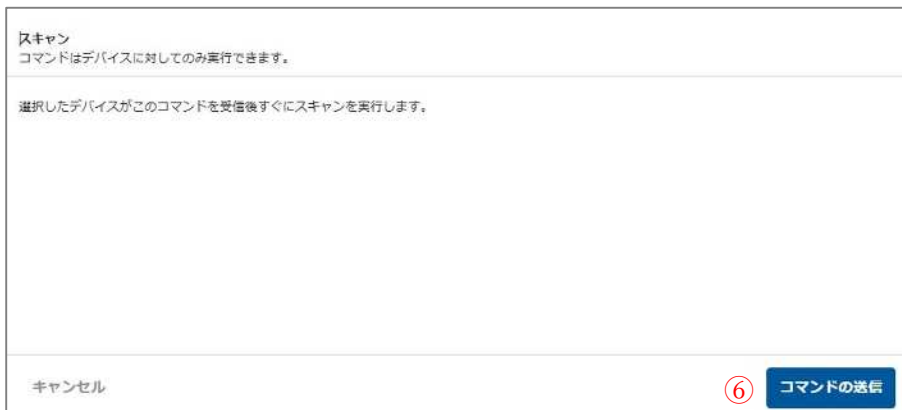 スキャン
コマンドはデバイスに対してのみ実行できます。
選択したデバイスがこのコマンドを受信後すぐにスキャンを実行します。
キャンセル
⑥ コマンドの送信